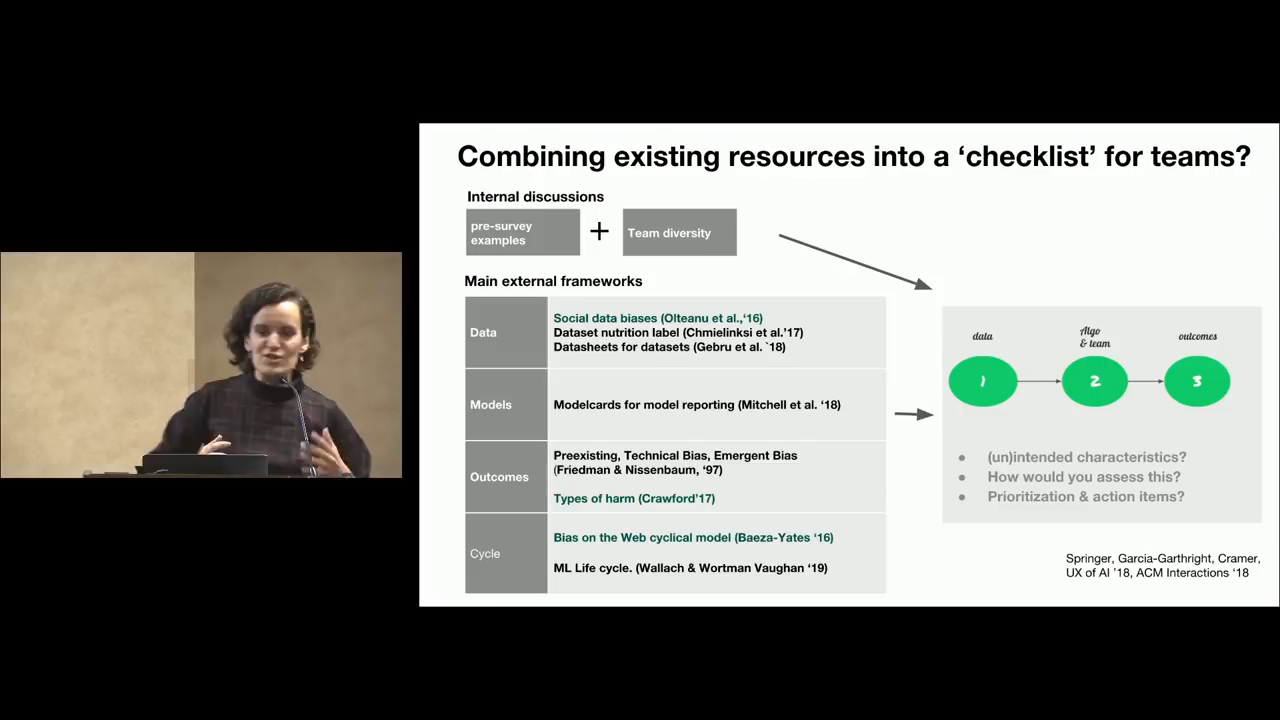 Combining existing resources into a ‘checklist’ for teams?
Internal discussions
pre-survey
examples
+
Team diversity
Main external frameworks
Data
Social data biases (Olteanu et al.,‘16)
Dataset nutrition label (Chmielinksi et al.’17)
Datasheets for datasets (Gebru et al. `18)
Models
Modelcards for model reporting (Mitchell et al. ‘18)
Outcomes
Preexisting, Technical Bias, Emergent Bias
(Friedman & Nissenbaum, ‘97)
Types of harm (Crawford’17)
Cycle
Bias on the Web cyclical model (Baeza-Yates ‘16)
ML Life cycle. (Wallach & Wortman Vaughan ‘19)
data
Algo
& team
outcomes
1
2
3
• (un)intended characteristics?
• How would you assess this?
• Prioritization & action items?
Springer, Garcia-Garthright, Cramer,
UX of AI ’18, ACM Interactions ‘18